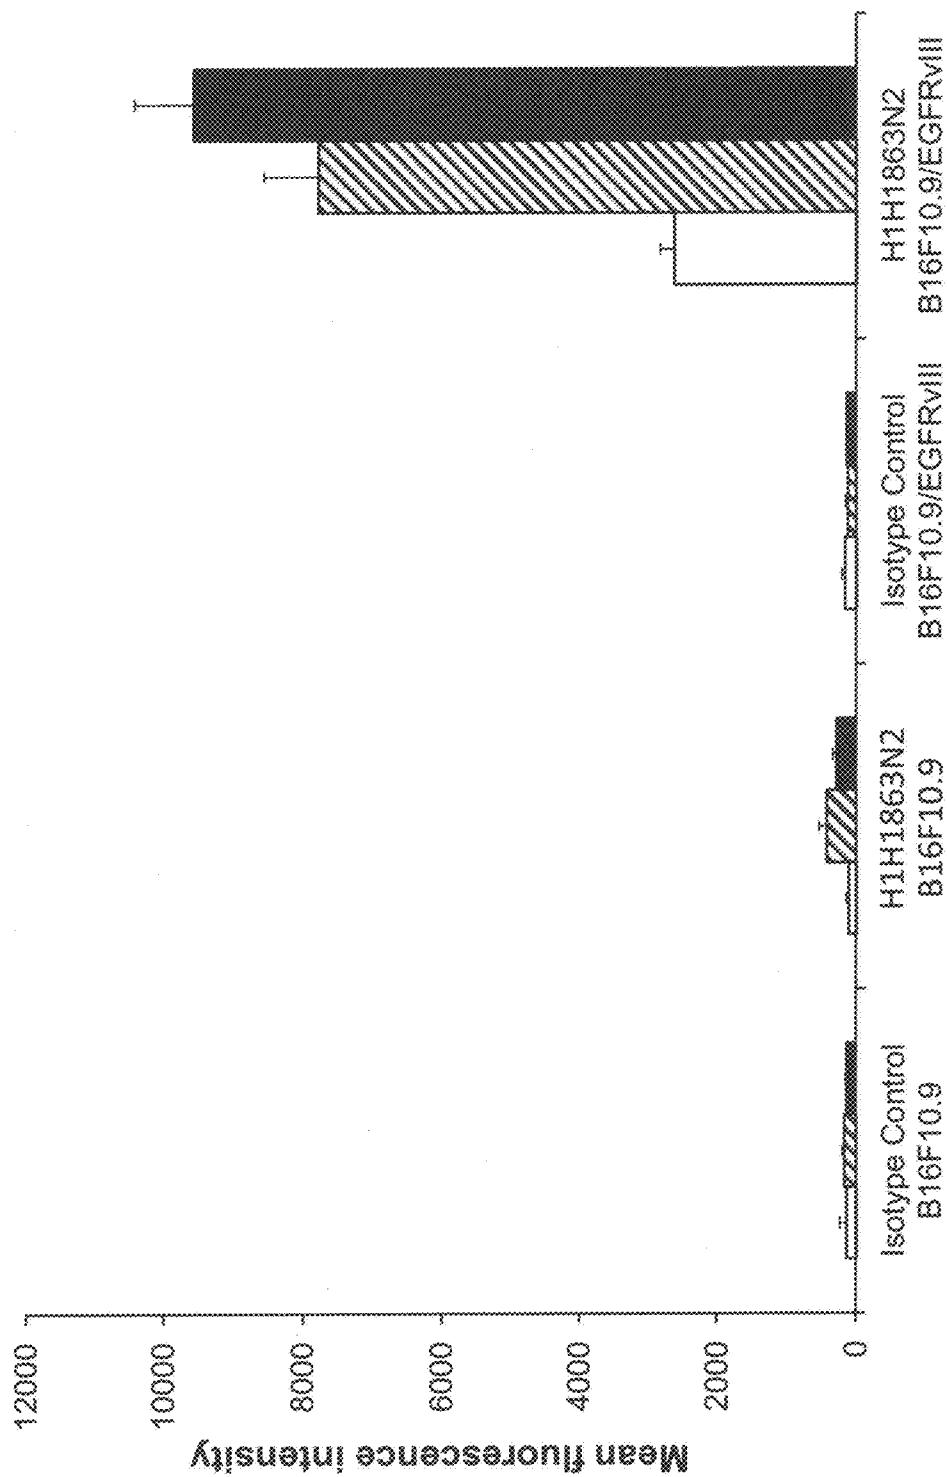 Mean fluorescence intensity
12000
10000
8000
6000
4000
2000
0
Isotype Control
B16F10.9
H1H1863N2
B16F10.9
Isotype Control
B16F10.9/EGFRvIII
H1H1863N2
B16F10.9/EGFRvIII